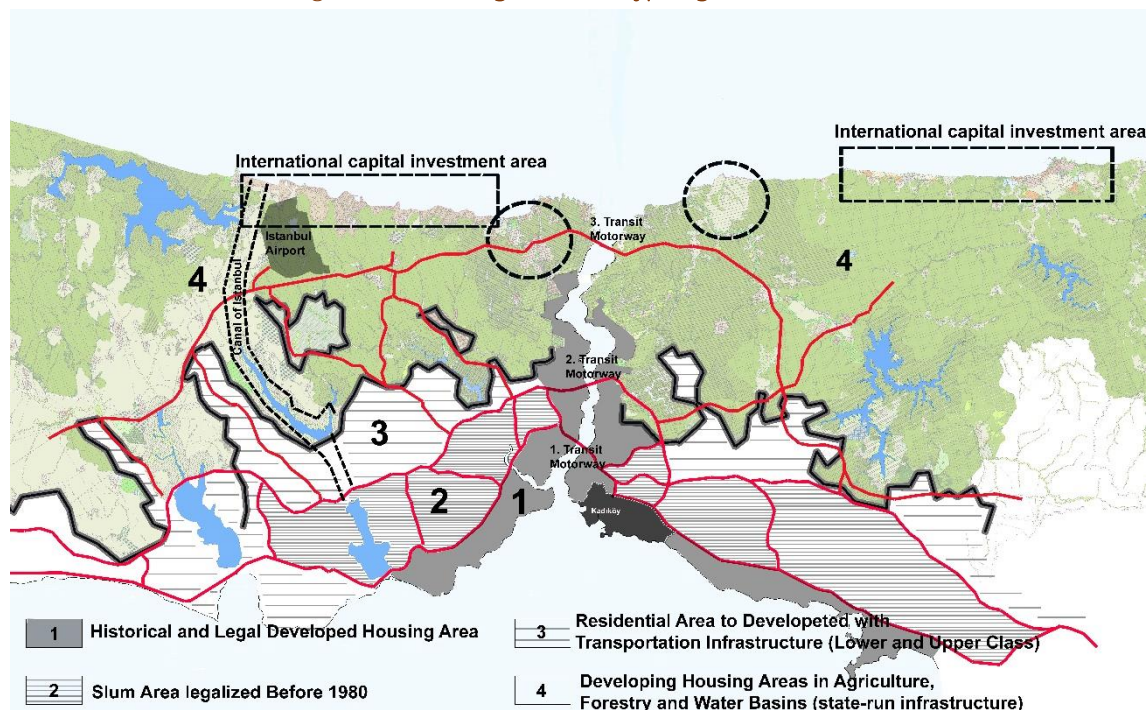 International capital investment area
International capital investment area
3. Transit
Motorway
Istanbul
Airport
4
4
Canal of Istanbul
2. Transit
Motorway
3
1. Transit
Motorway
2
1
Kadıköy
1 Historical and Legal Developed Housing Area
2 Slum Area legalized Before 1980
3 Residential Area to Developeted with
Transportation Infrastructure (Lower and Upper Class)
4 Developing Housing Areas in Agriculture,
Forestry and Water Basins (state-run infrastructure)